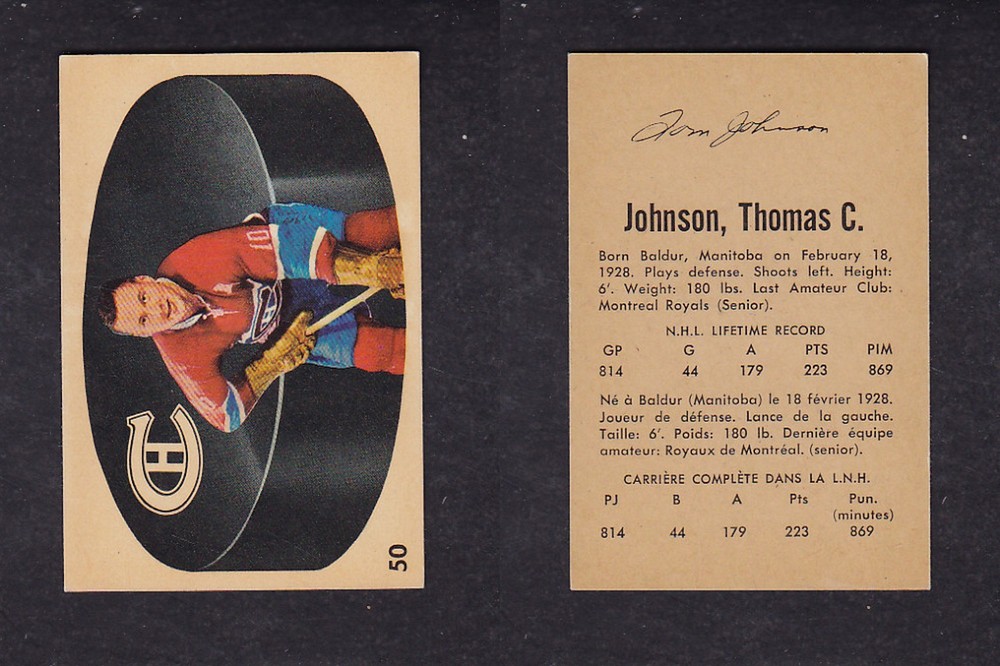 10
CH
50
Tom Johnson
Johnson, Thomas C.
Born Baldur, Manitoba on February 18,
1928. Plays defense. Shoots left. Height:
6'. Weight: 180 lbs. Last Amateur Club:
Montreal Royals (Senior).
N.H.L. LIFETIME RECORD
GP G A PTS PIM
814 44 179 223 869
Né à Baldur (Manitoba) le 18 février 1928.
Joueur de défense. Lance de la gauche.
Taille: 6'. Poids: 180 lb. Dernière équipe
amateur: Royaux de Montréal. (senior).
CARRIÈRE COMPLÈTE DANS LA L.N.H.
PJ B A Pts Pun.
(minutes)
814 44 179 223 869